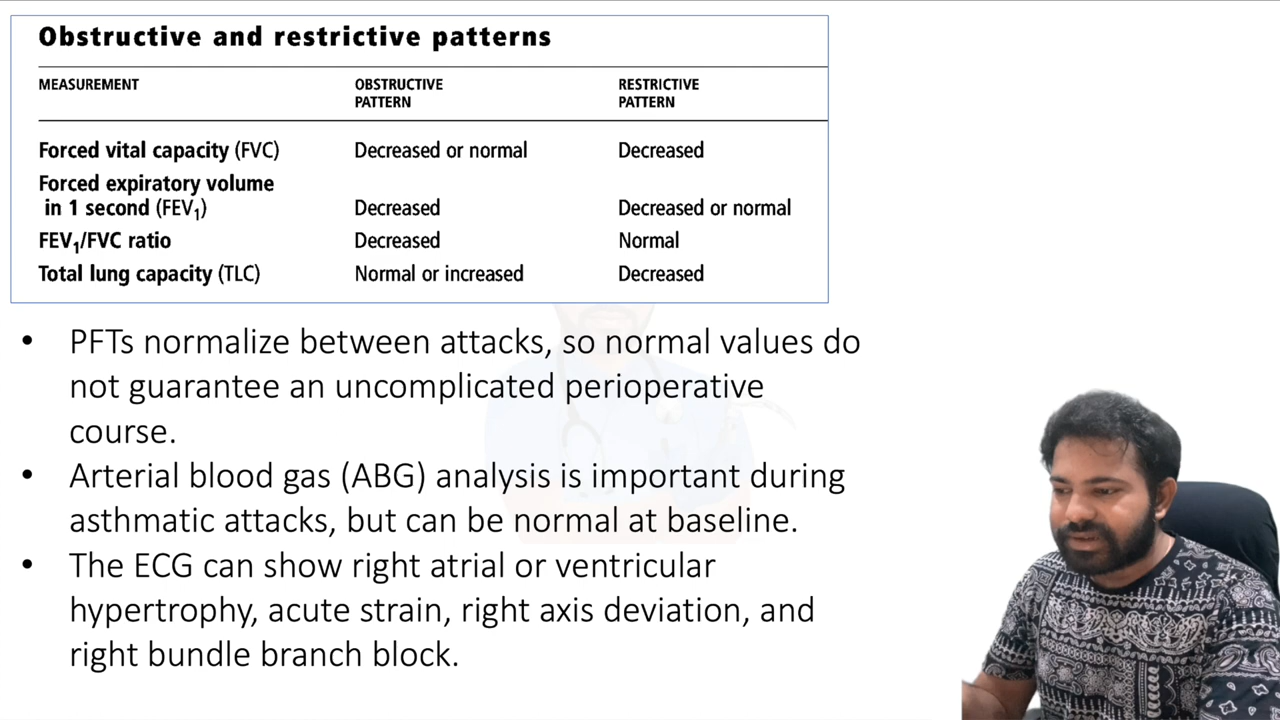 Obstructive and restrictive patterns
MEASUREMENT OBSTRUCTIVE PATTERN RESTRICTIVE PATTERN
Forced vital capacity (FVC) Decreased or normal Decreased
Forced expiratory volume
in 1 second (FEV1) Decreased Decreased or normal
FEV1/FVC ratio Decreased Normal
Total lung capacity (TLC) Normal or increased Decreased
• PFTs normalize between attacks, so normal values do
not guarantee an uncomplicated perioperative
course.
• Arterial blood gas (ABG) analysis is important during
asthmatic attacks, but can be normal at baseline.
• The ECG can show right atrial or ventricular
hypertrophy, acute strain, right axis deviation, and
right bundle branch block.